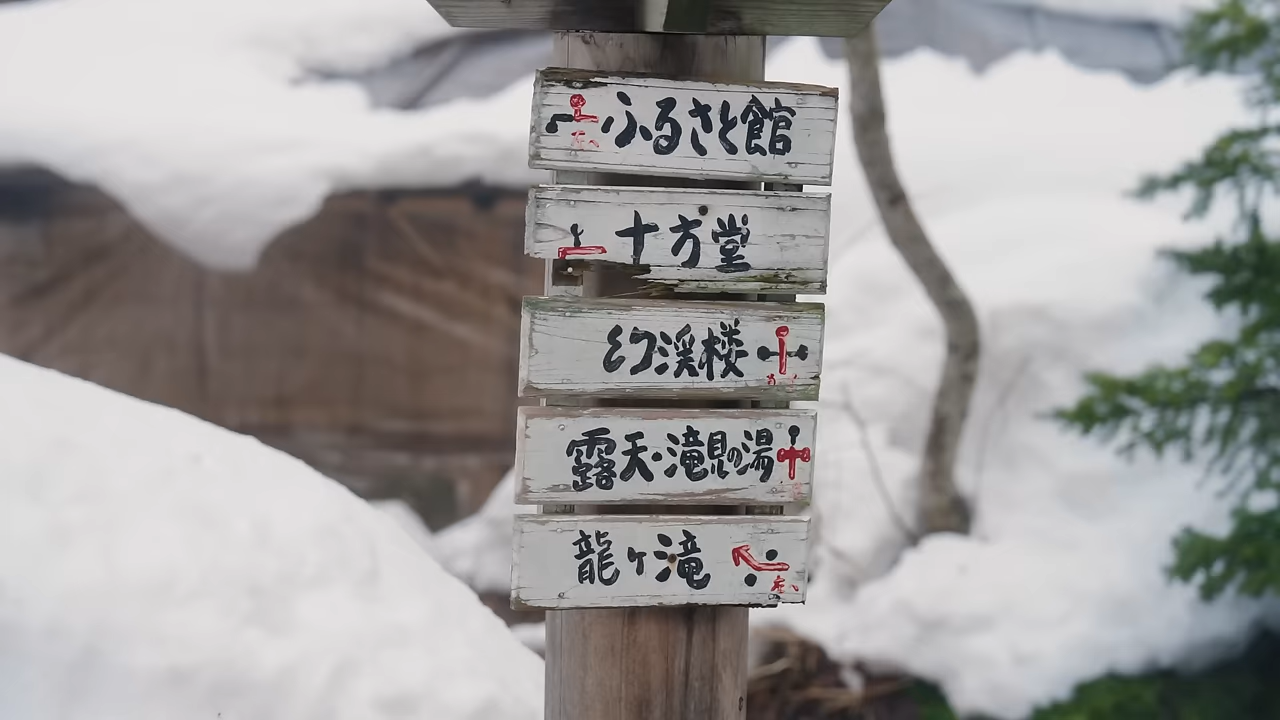 ふるさと館
十方堂
幻渓楼
露天・滝見の湯
龍ヶ滝